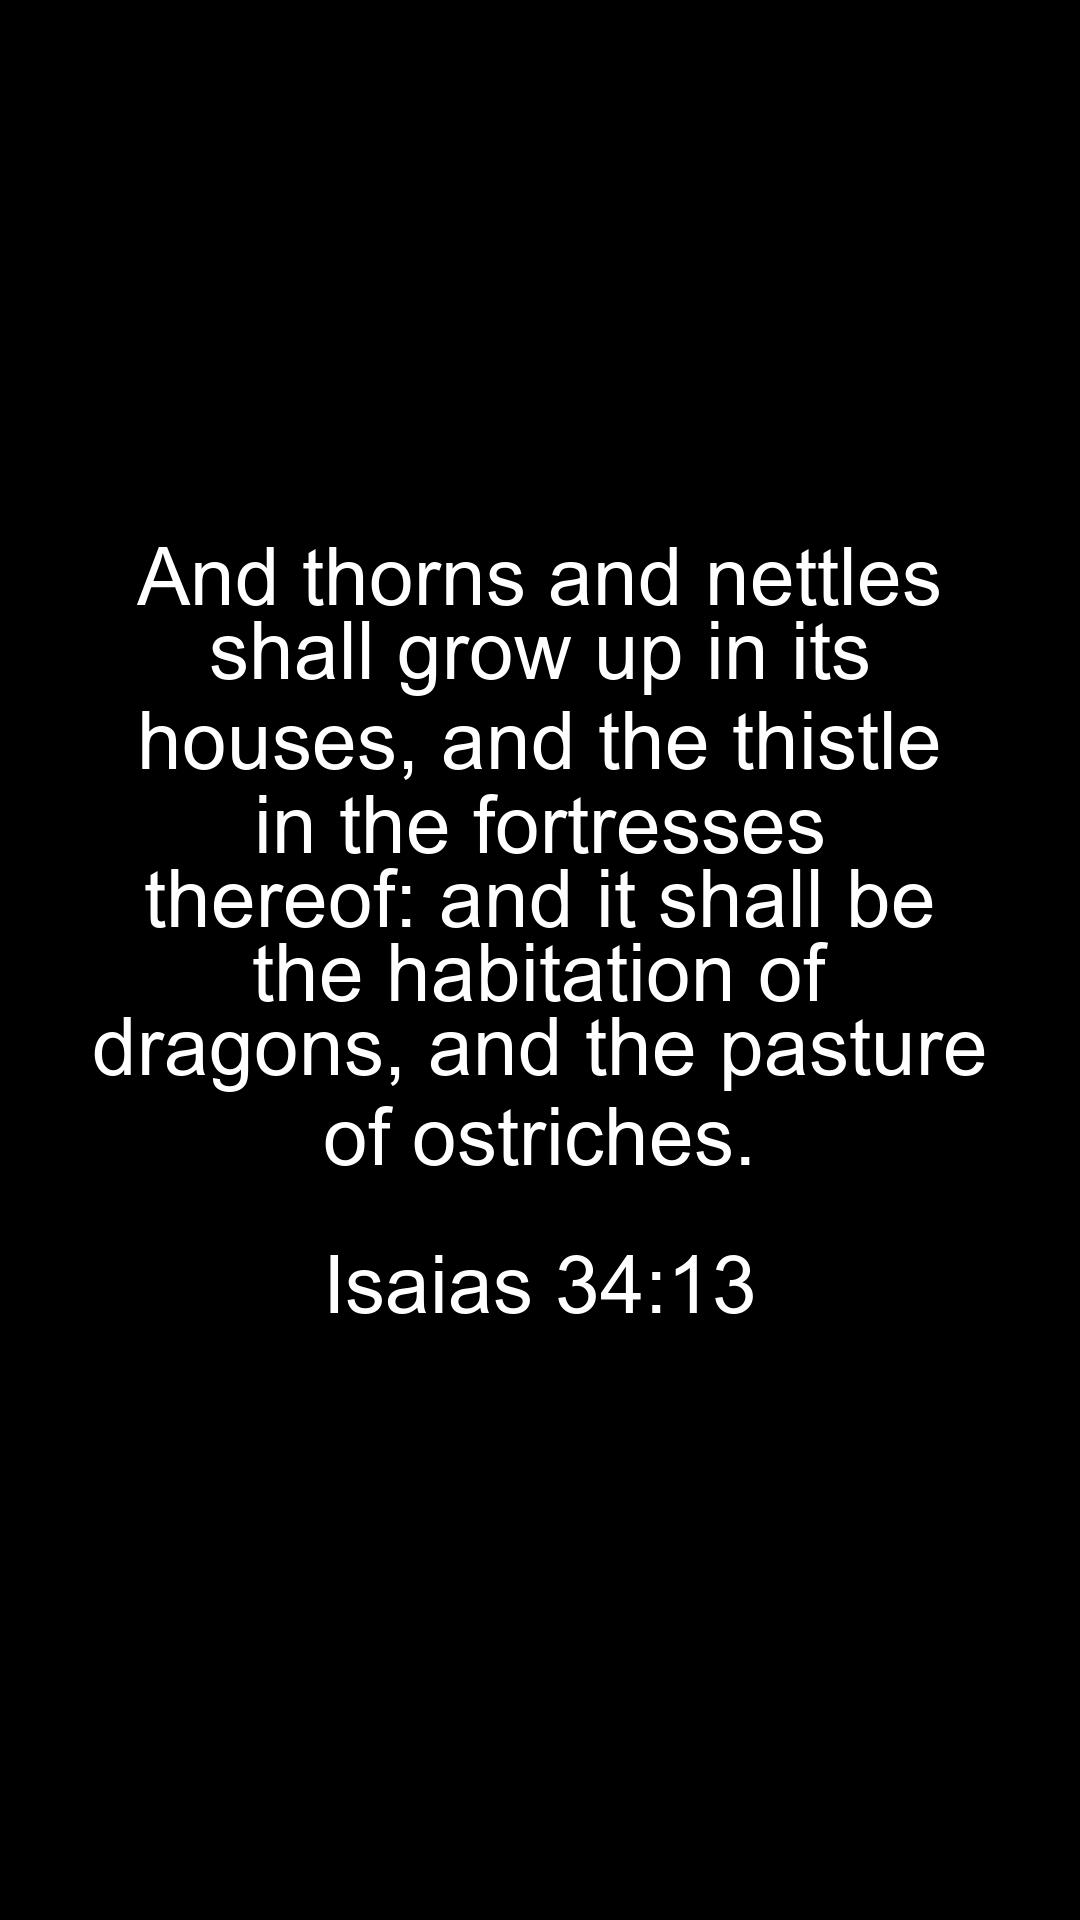 And thorns and nettles
shall grow up in its
houses, and the thistle
in the fortresses
thereof: and it shall be
the habitation of
dragons, and the pasture
of ostriches.
Isaias 34:13